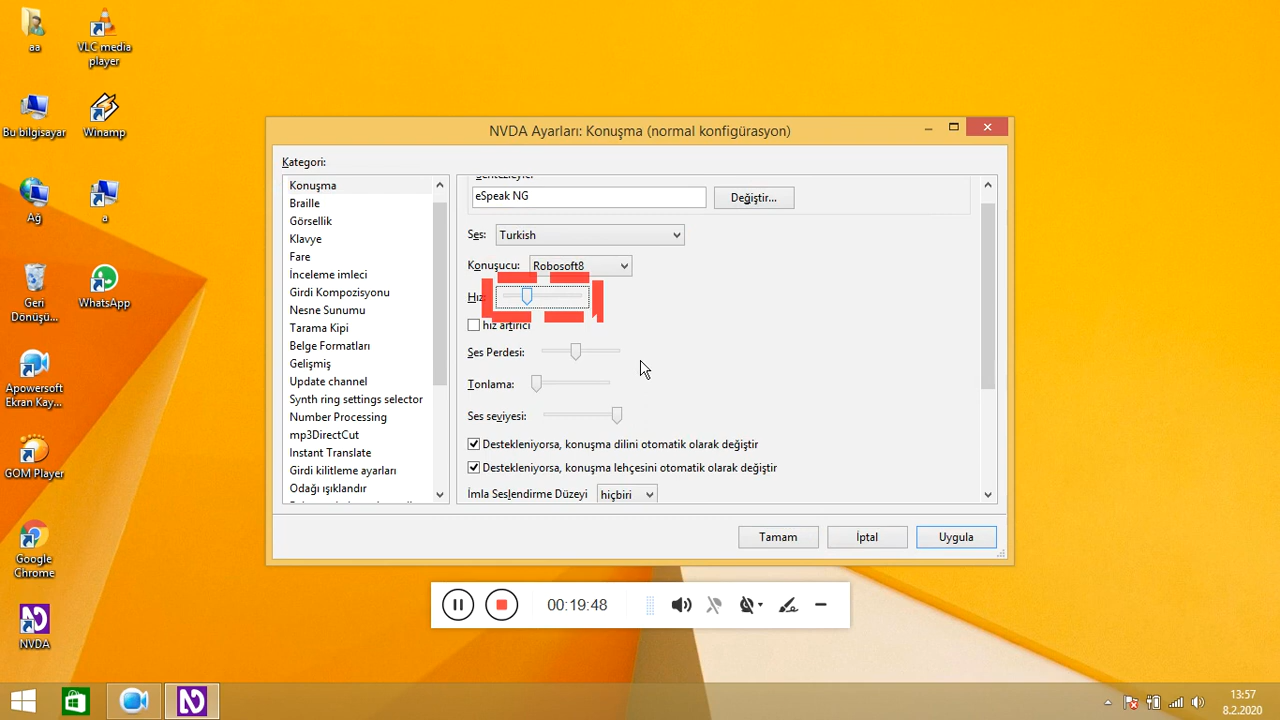 aa
VLC media
player
Bu bilgisayar
Winamp
Ağ
a
Geri
Dönüşü...
WhatsApp
Apowersoft
Ekran Kay...
GOM Player
Google
Chrome
NVDA
NVDA Ayarları: Konuşma (normal konfigürasyon)
Kategori:
Konuşma
Braille
Görsellik
Klavye
Fare
İnceleme imleci
Girdi Kompozisyonu
Nesne Sunumu
Tarama Kipi
Belge Formatları
Gelişmiş
Update channel
Synth ring settings selector
Number Processing
mp3DirectCut
Instant Translate
Girdi kilitleme ayarları
Odağı ışıklandır
eSpeak NG
Değiştir...
Ses: Turkish
Konuşucu: Robosoft8
Hız:
hız artırıcı
Ses Perdesi:
Tonlama:
Ses seviyesi:
Destekleniyorsa, konuşma dilini otomatik olarak değiştir
Destekleniyorsa, konuşma lehçesini otomatik olarak değiştir
İmla Seslendirme Düzeyi hiçbiri
Tamam
İptal
Uygula
00:19:48
13:57
8.2.2020